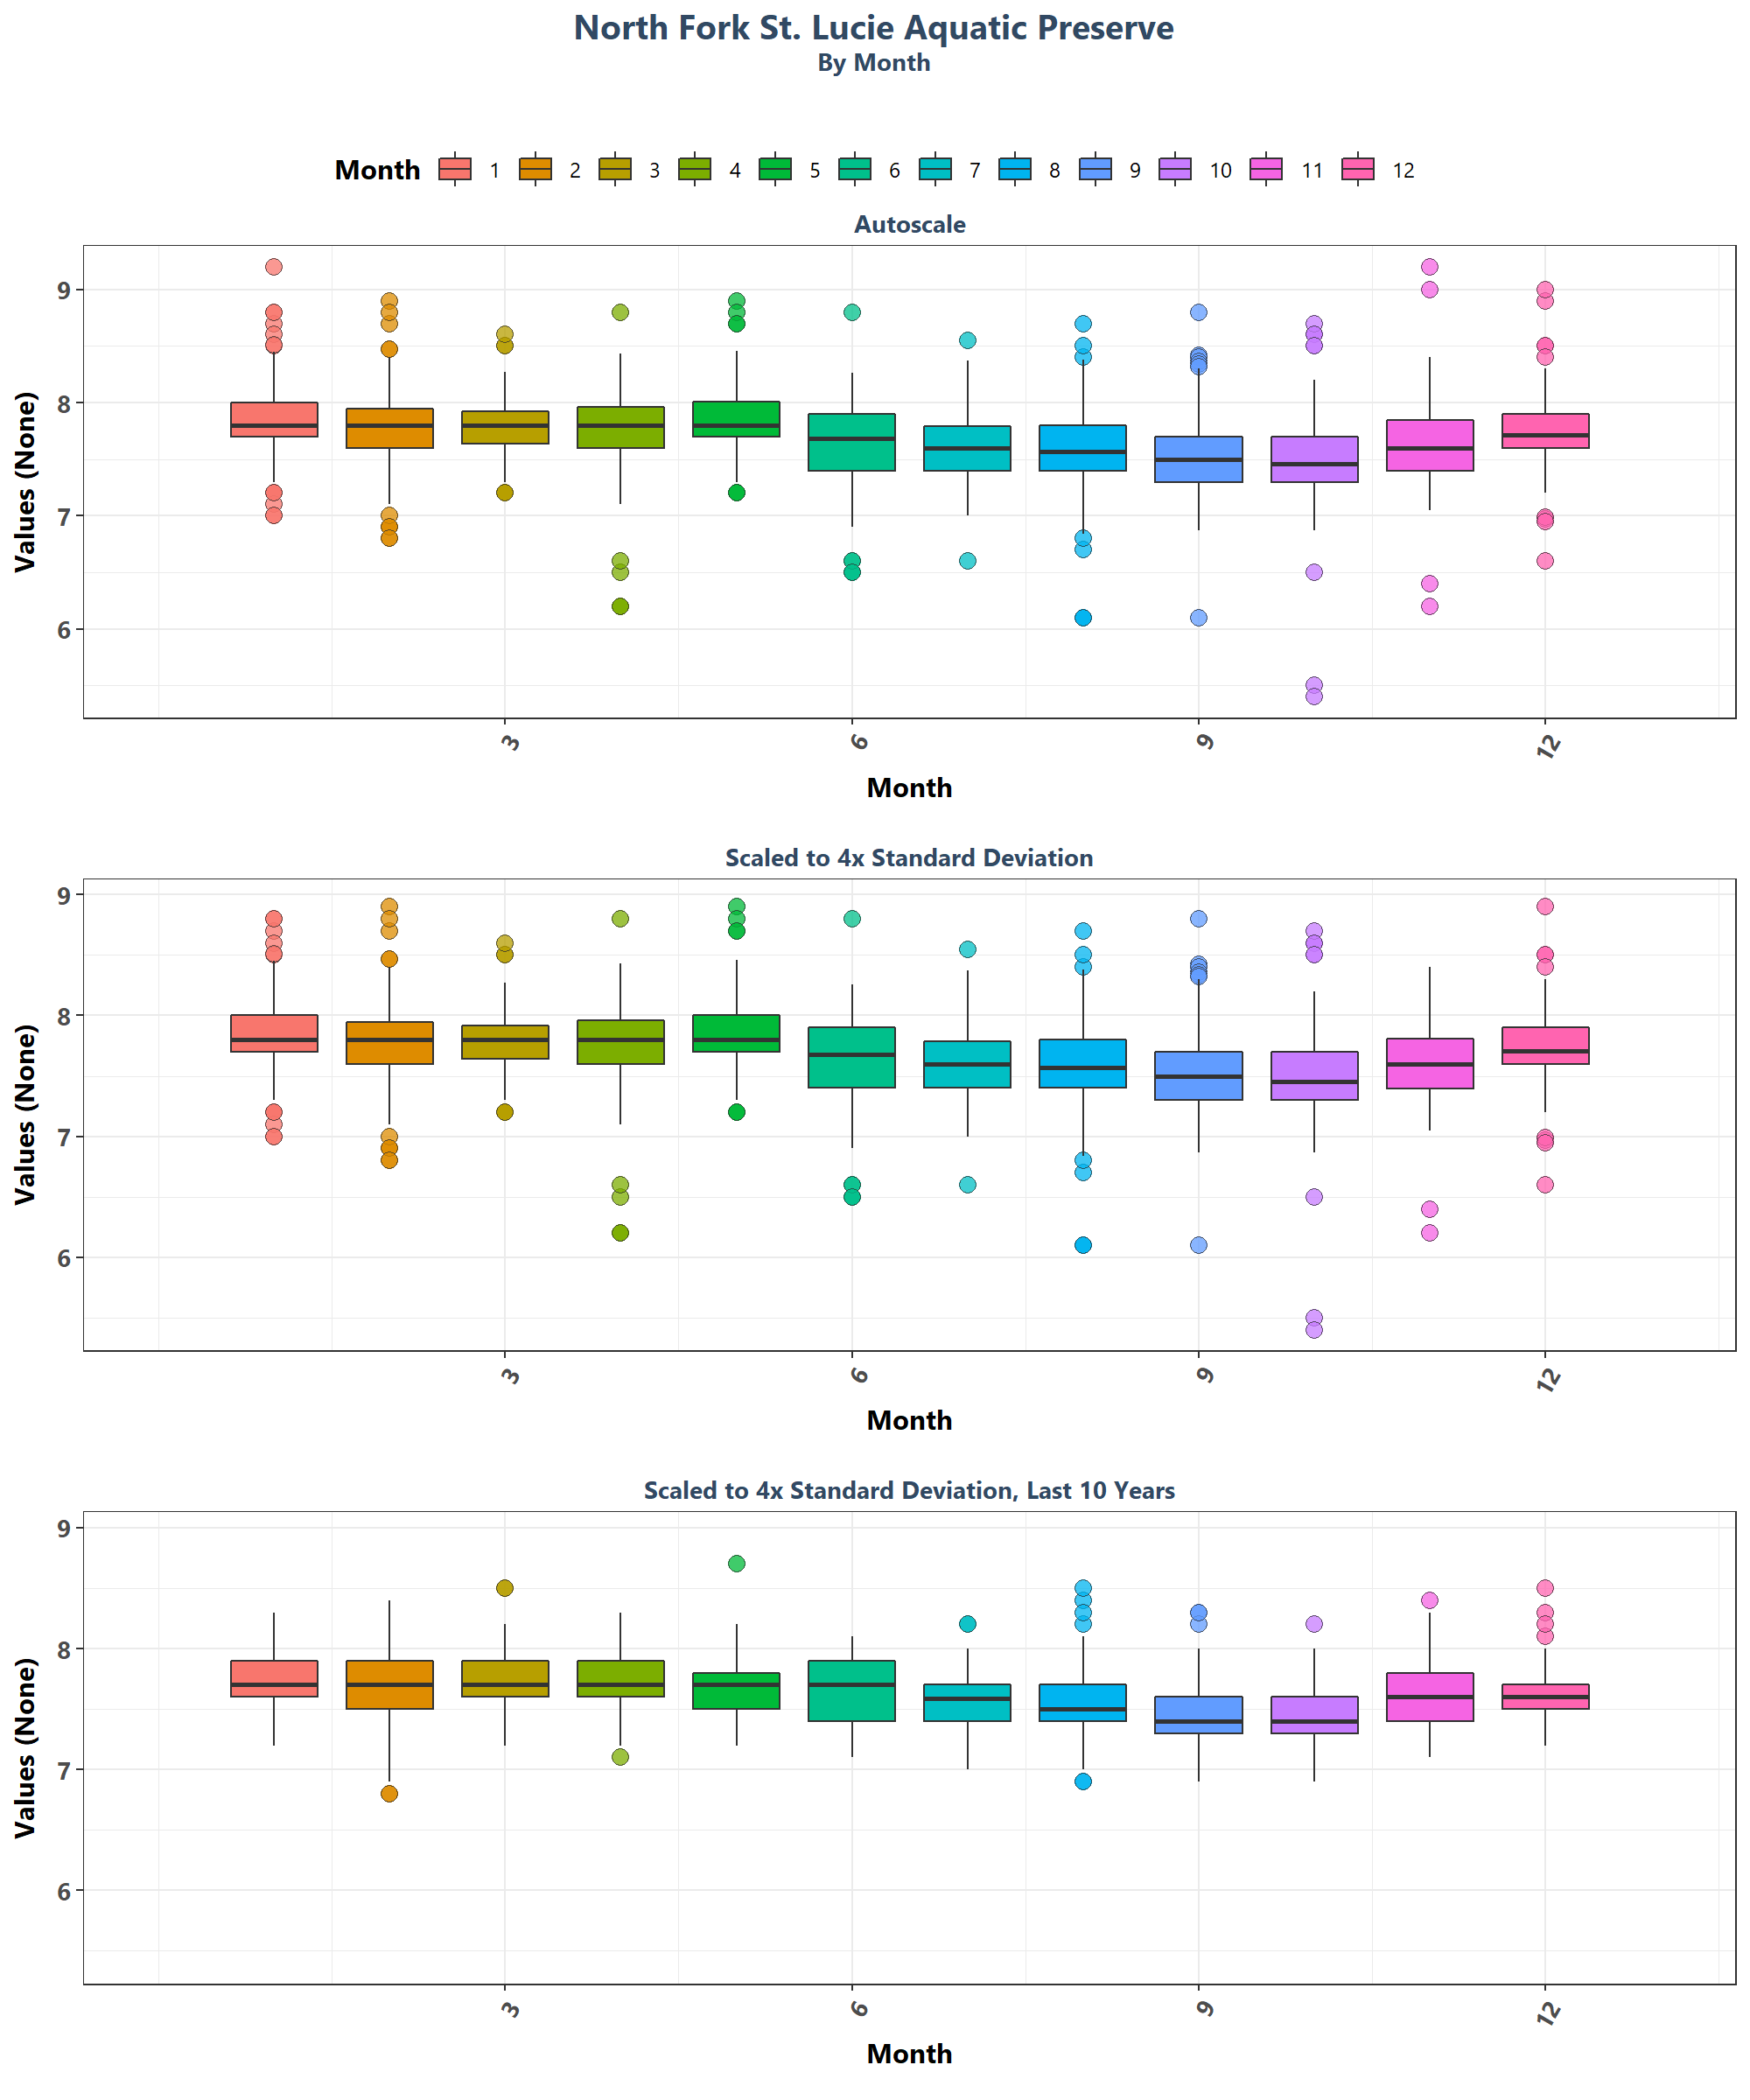 North Fork St. Lucie Aquatic Preserve
By Month
Month 1 2 3 4 5 6 7 8 9 10 11 12
Autoscale
Values (None)
9
8
7
6
3 6 9 12
Month
Scaled to 4x Standard Deviation
Values (None)
9
8
7
6
3 6 9 12
Month
Scaled to 4x Standard Deviation, Last 10 Years
Values (None)
9
8
7
6
3 6 9 12
Month